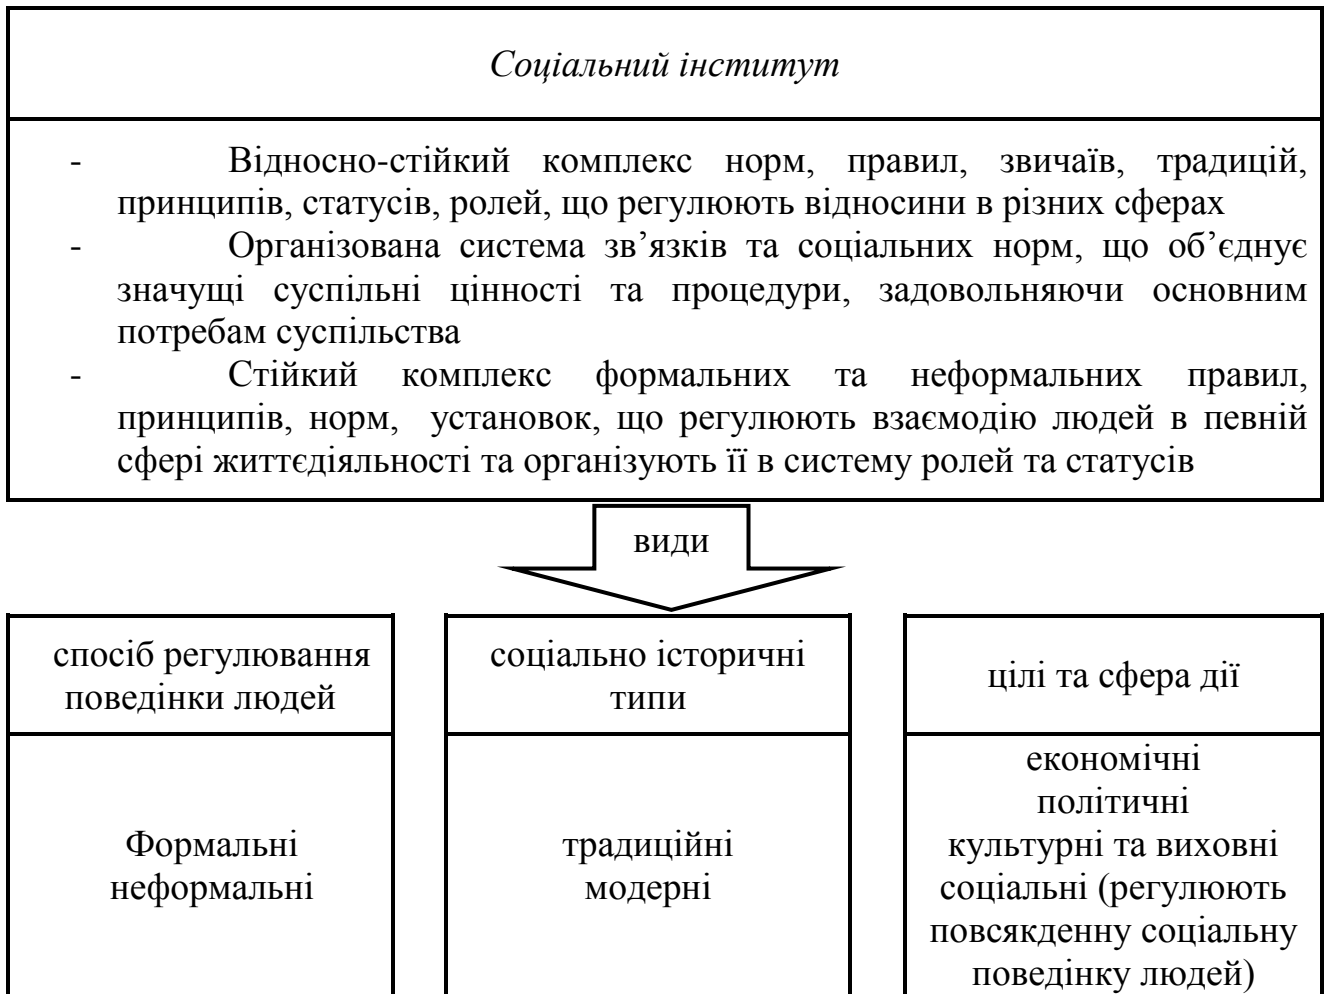 Соціальний інститут
- Відносно-стійкий комплекс норм, правил, звичаїв, традицій,
принципів, статусів, ролей, що регулюють відносини в різних сферах
- Організована система зв’язків та соціальних норм, що об’єднує
значущі суспільні цінності та процедури, задовольняючи основним
потребам суспільства
- Стійкий комплекс формальних та неформальних правил,
принципів, норм, установок, що регулюють взаємодію людей в певній
сфері життєдіяльності та організують її в систему ролей та статусів
види
спосіб регулювання
поведінки людей
Формальні
неформальні
соціально історичні
типи
традиційні
модерні
цілі та сфера дії
економічні
політичні
культурні та виховні
соціальні (регулюють
повсякденну соціальну
поведінку людей)